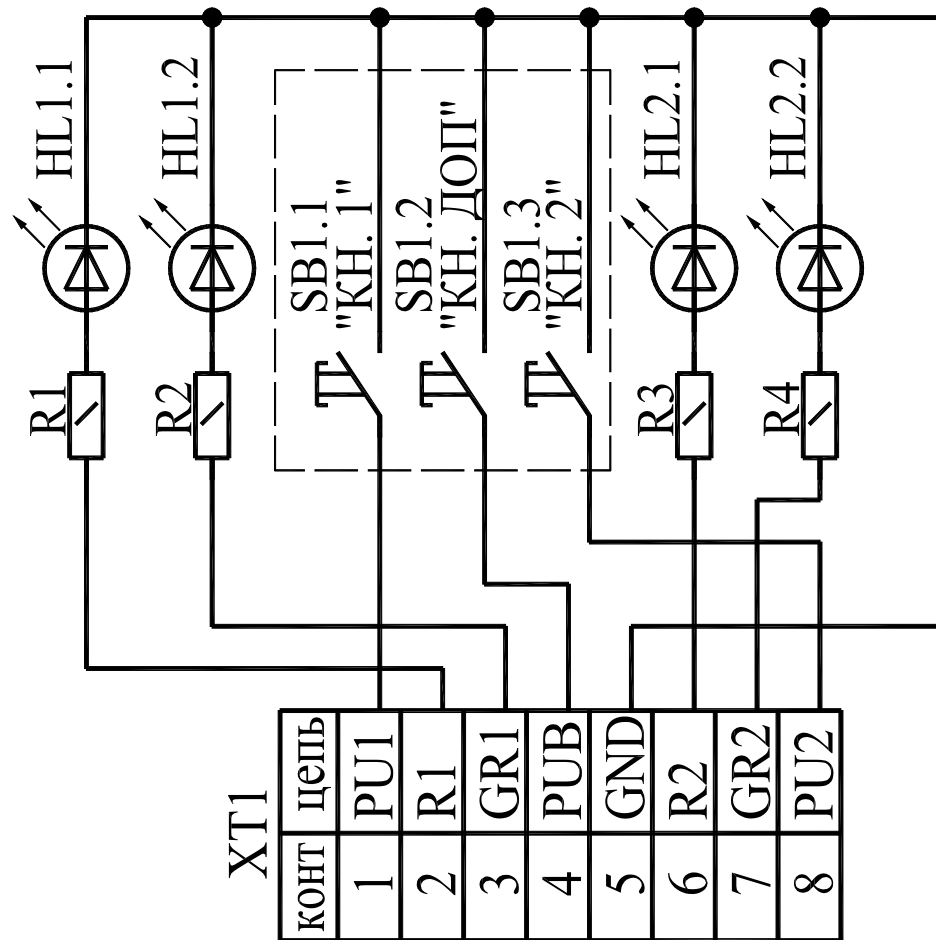 HL1.1
HL1.2
SB1.1
"КН. 1"
SB1.2
"КН. ДОП"
SB1.3
"КН. 2"
HL2.1
HL2.2
R1
R2
R3
R4
XT1
цепь
PU1
R1
GR1
PUB
GND
R2
GR2
PU2
конт
1
2
3
4
5
6
7
8